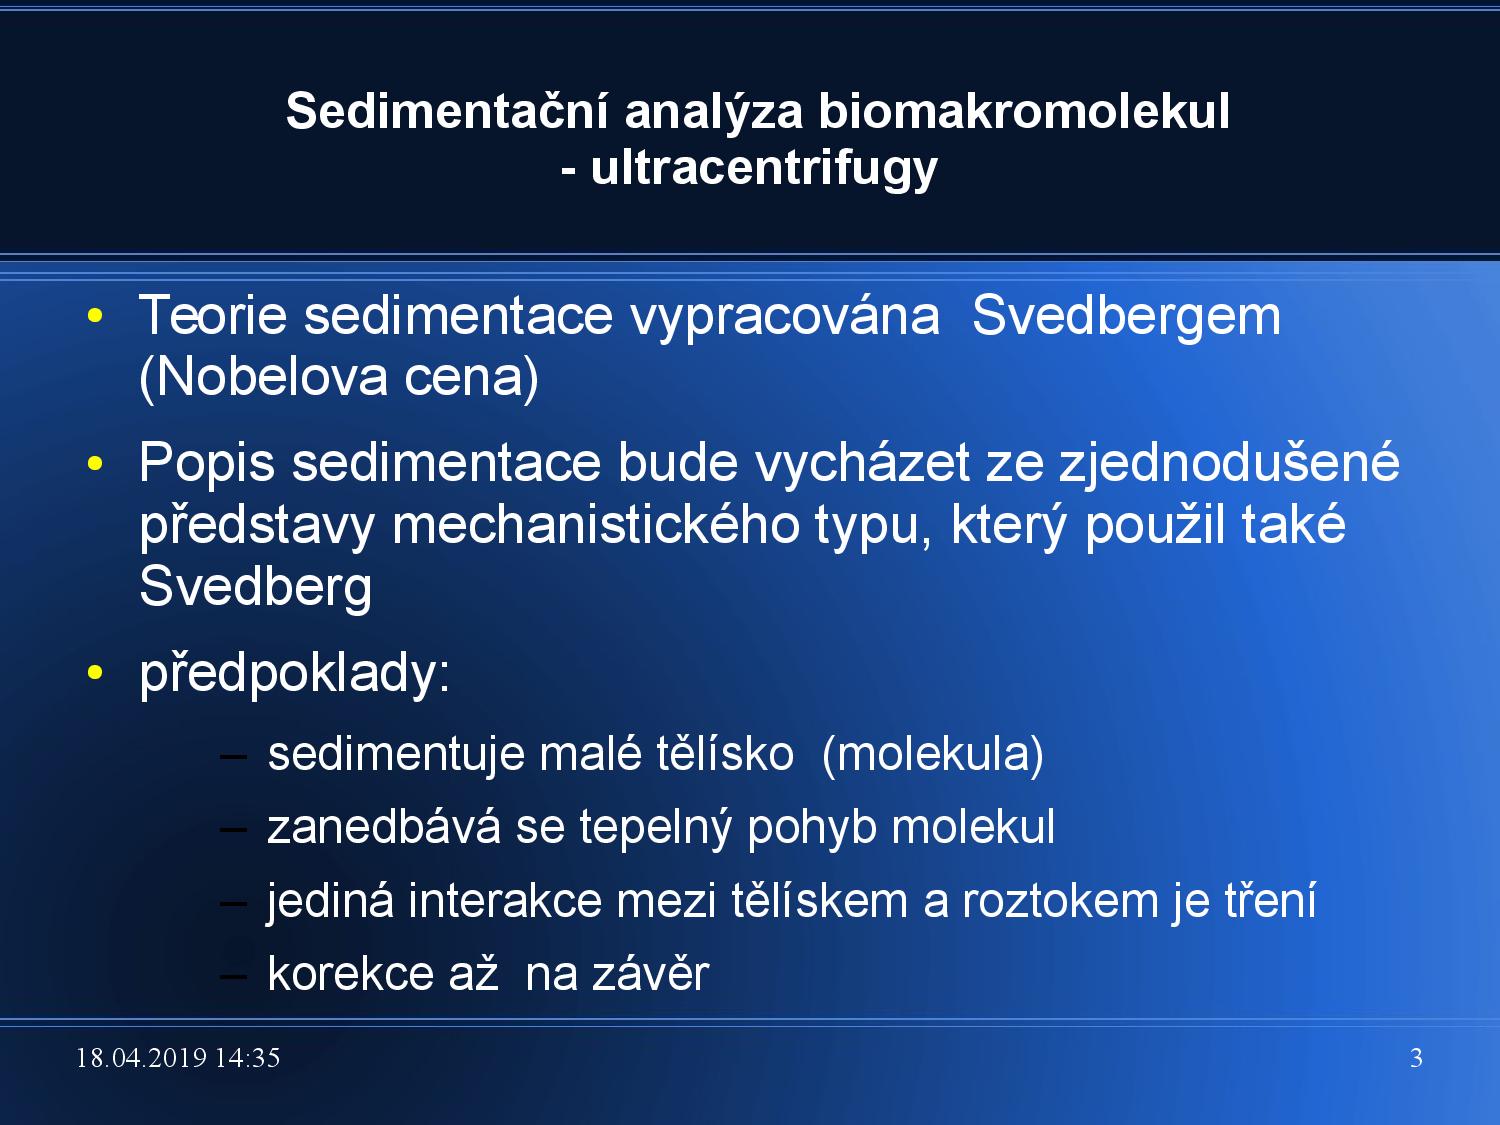 Sedimentační analýza biomakromolekul
- ultracentrifugy
• Teorie sedimentace vypracována  Svedbergem
(Nobelova cena)
• Popis sedimentace bude vycházet ze zjednodušené
představy mechanistického typu, který použil také
Svedberg
• předpoklady:
– sedimentuje malé tělísko  (molekula)
– zanedbává se tepelný pohyb molekul
– jediná interakce mezi tělískem a roztokem je tření
– korekce až  na závěr
18.04.2019 14:35
3